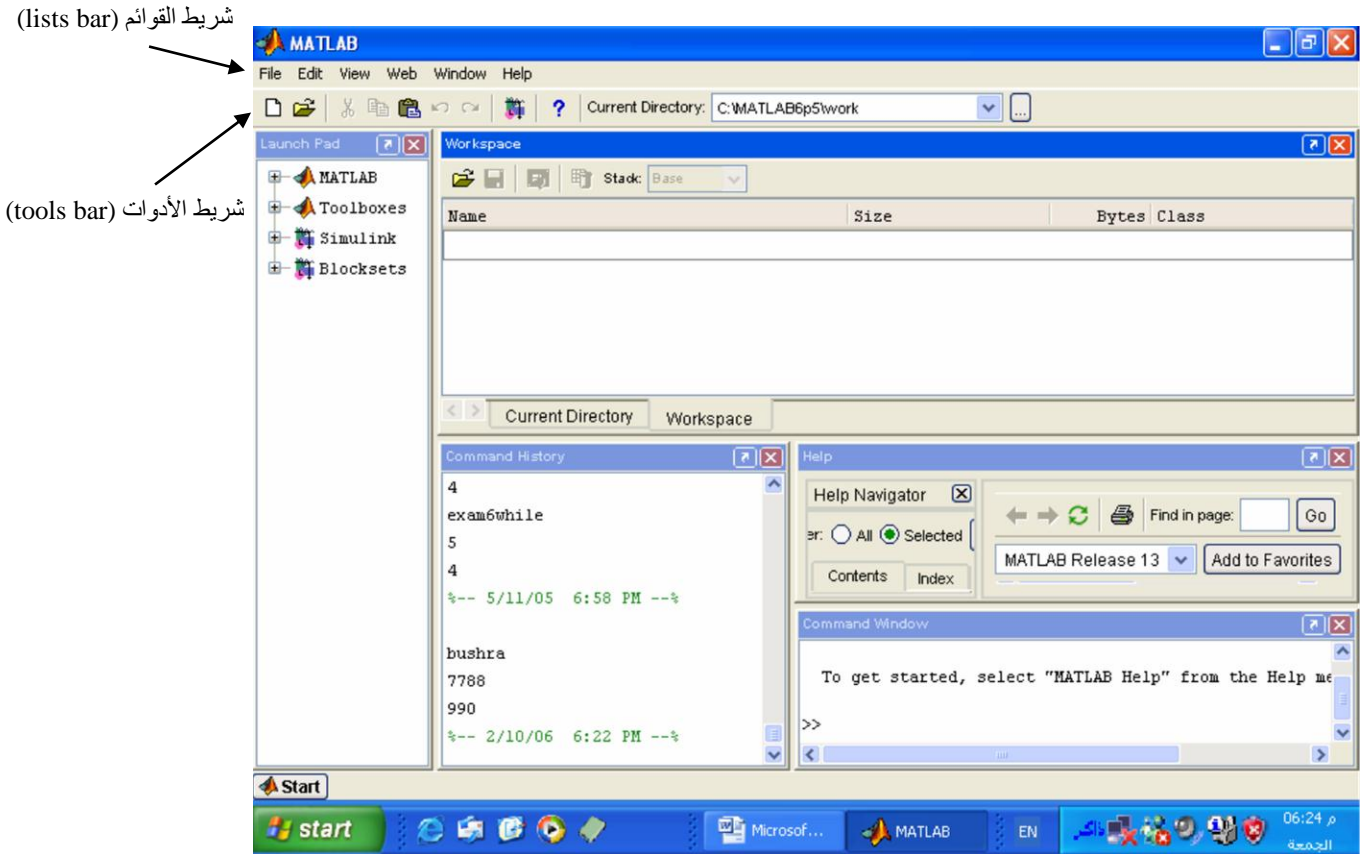 شريط القوائم (lists bar)
MATLAB
File Edit View Web Window Help
Current Directory: C:\MATLAB6p5\work ...
شريط الأدوات (tools bar)
Launch Pad
MATLAB
Toolboxes
Simulink
Blocksets
Workspace
Stack: Base
Name Size Bytes Class
Current Directory Workspace
Command History
4
exam6while
5
4
%-- 5/11/05 6:58 PM --%
bushra
7788
990
%-- 2/10/06 6:22 PM --%
Help
Help Navigator
er: All Selected
Contents Index
Find in page: Go
MATLAB Release 13 Add to Favorites
Command Window
To get started, select "MATLAB Help" from the Help me
>>
Start
start Microsof... MATLAB EN 06:24 م
الجمعة